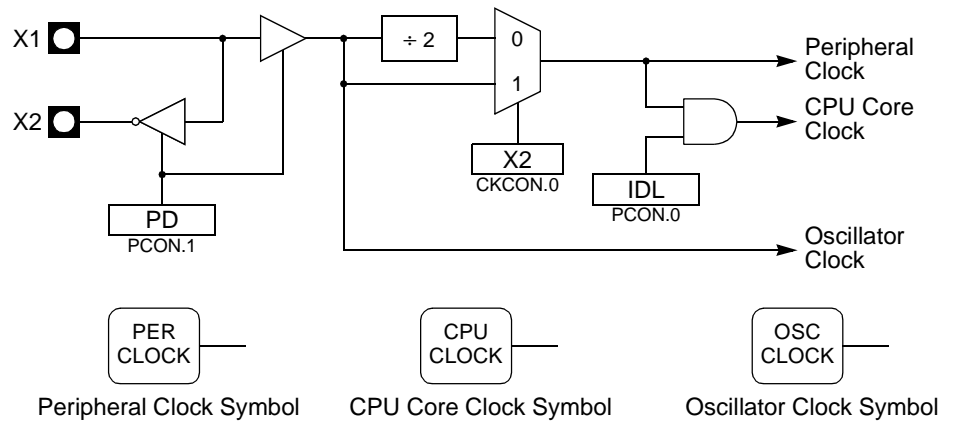 X1
÷ 2
0
Peripheral
Clock
1
X2
CPU Core
Clock
X2
CKCON.0
IDL
PCON.0
PD
PCON.1
Oscillator
Clock
PER
CLOCK
CPU
CLOCK
OSC
CLOCK
Peripheral Clock Symbol
CPU Core Clock Symbol
Oscillator Clock Symbol